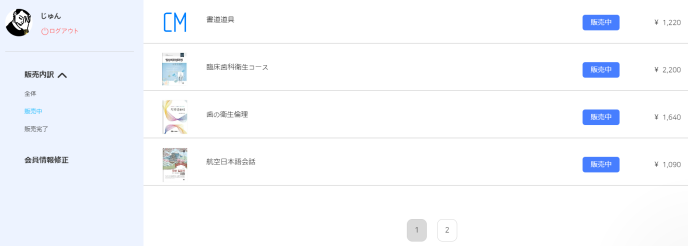 じゅん
ログアウト
販売内訳
全体
販売中
販売完了
会員情報修正
CM
書道道具
販売中
¥ 1,220
臨床歯科衛生コース
販売中
¥ 2,200
歯の衛生倫理
販売中
¥ 1,640
航空日本語会話
販売中
¥ 1,090
1
2